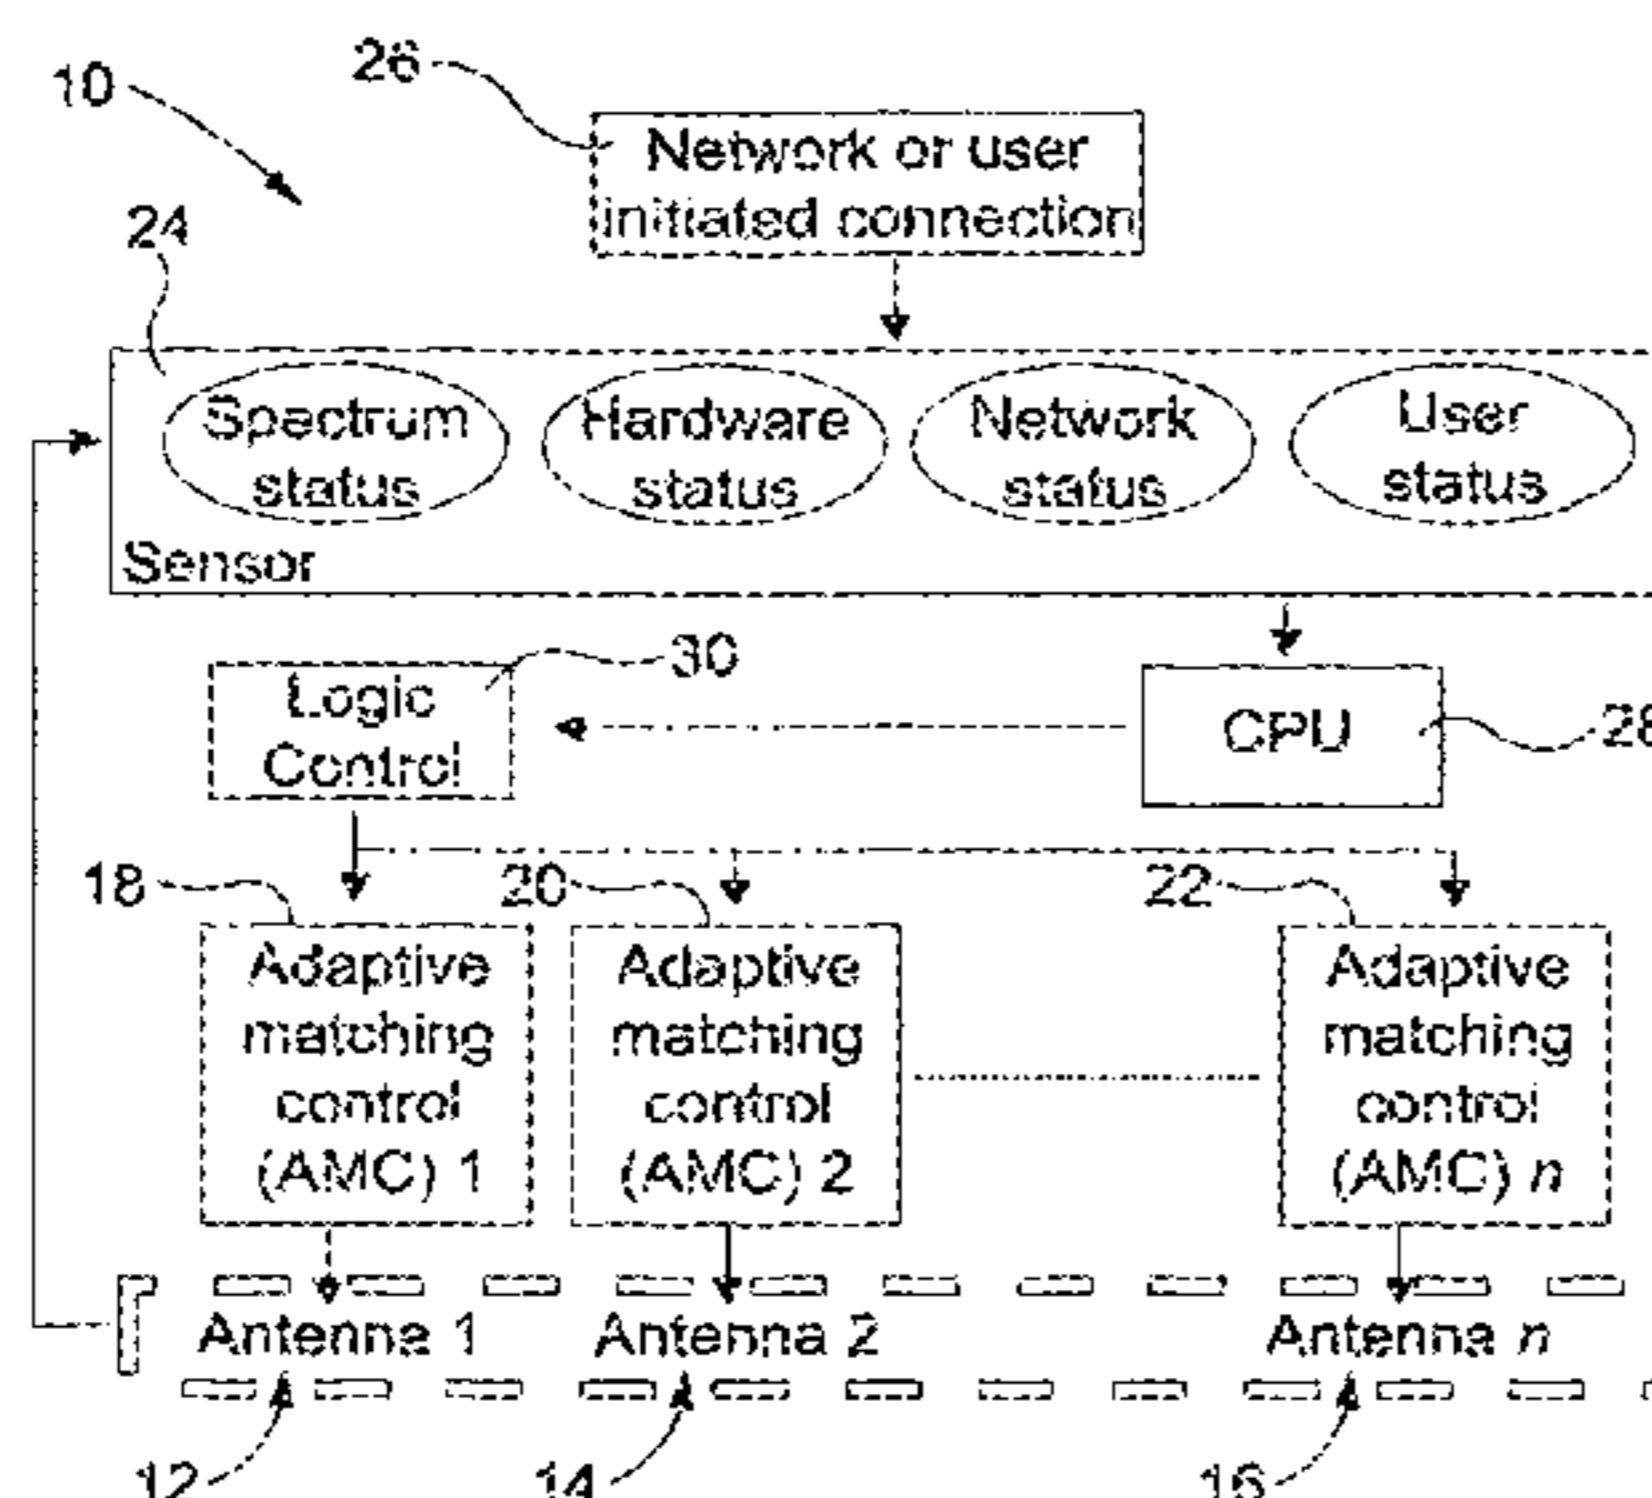 10
26
Network or user
initiated connection
24
Spectrum
status
Hardware
status
Network
status
User
status
Sensor
Logic
Control
30
CPU
28
18
20
22
Adaptive
matching
control
(AMC) 1
Adaptive
matching
control
(AMC) 2
Adaptive
matching
control
(AMC) n
Antenna 1
Antenna 2
Antenna n
12
14
16